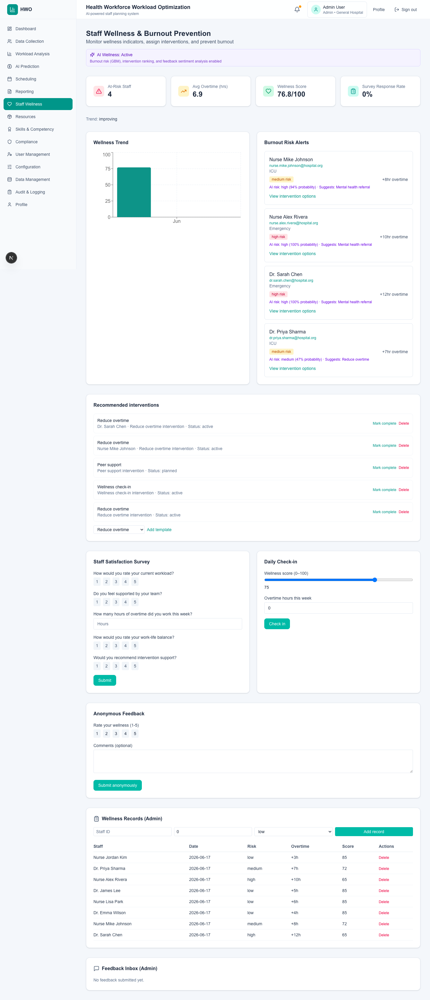 HWO
Health Workforce Workload Optimization
AI-powered staff planning system
Admin User
Admin • General Hospital
Profile
Sign out
Dashboard
Data Collection
Workload Analysis
AI Prediction
Scheduling
Reporting
Staff Wellness
Resources
Skills & Competency
Compliance
User Management
Configuration
Data Management
Audit & Logging
Profile
N
Staff Wellness & Burnout Prevention
Monitor wellness indicators, assign interventions, and prevent burnout
AI Wellness: Active
Burnout risk (GBM), intervention ranking, and feedback sentiment analysis enabled
At-Risk Staff
4
Avg Overtime (hrs)
6.9
Wellness Score
76.8/100
Survey Response Rate
0%
Trend: improving
Wellness Trend
100
75
50
25
0
Jun
Burnout Risk Alerts
Nurse Mike Johnson
nurse.mike.johnson@hospital.org
ICU
medium risk +8hr overtime
AI risk: high (94% probability) · Suggests: Mental health referral
View intervention options
Nurse Alex Rivera
nurse.alex.rivera@hospital.org
Emergency
high risk +10hr overtime
AI risk: high (100% probability) · Suggests: Mental health referral
View intervention options
Dr. Sarah Chen
dr.sarah.chen@hospital.org
Emergency
high risk +12hr overtime
AI risk: high (100% probability) · Suggests: Mental health referral
View intervention options
Dr. Priya Sharma
dr.priya.sharma@hospital.org
ICU
medium risk +7hr overtime
AI risk: medium (47% probability) · Suggests: Reduce overtime
View intervention options
Recommended interventions
Reduce overtime
Dr. Sarah Chen · Reduce overtime intervention · Status: active
Mark complete Delete
Reduce overtime
Nurse Mike Johnson · Reduce overtime intervention · Status: active
Mark complete Delete
Peer support
Peer support intervention · Status: planned
Mark complete Delete
Wellness check-in
Wellness check-in intervention · Status: active
Mark complete Delete
Reduce overtime
Reduce overtime intervention · Status: active
Mark complete Delete
Reduce overtime Add template
Staff Satisfaction Survey
How would you rate your current workload?
1 2 3 4 5
Do you feel supported by your team?
1 2 3 4 5
How many hours of overtime did you work this week?
Hours
How would you rate your work-life balance?
1 2 3 4 5
Would you recommend intervention support?
1 2 3 4 5
Submit
Daily Check-in
Wellness score (0–100)
75
Overtime hours this week
0
Check in
Anonymous Feedback
Rate your wellness (1-5)
1 2 3 4 5
Comments (optional)
Submit anonymously
Wellness Records (Admin)
Staff ID 0 low Add record
Staff Date Risk Overtime Score Actions
Nurse Jordan Kim 2026-06-17 low +3h 85 Delete
Dr. Priya Sharma 2026-06-17 medium +7h 72 Delete
Nurse Alex Rivera 2026-06-17 high +10h 65 Delete
Dr. James Lee 2026-06-17 low +5h 85 Delete
Nurse Lisa Park 2026-06-17 low +6h 85 Delete
Dr. Emma Wilson 2026-06-17 low +4h 85 Delete
Nurse Mike Johnson 2026-06-17 medium +8h 72 Delete
Dr. Sarah Chen 2026-06-17 high +12h 65 Delete
Feedback Inbox (Admin)
No feedback submitted yet.